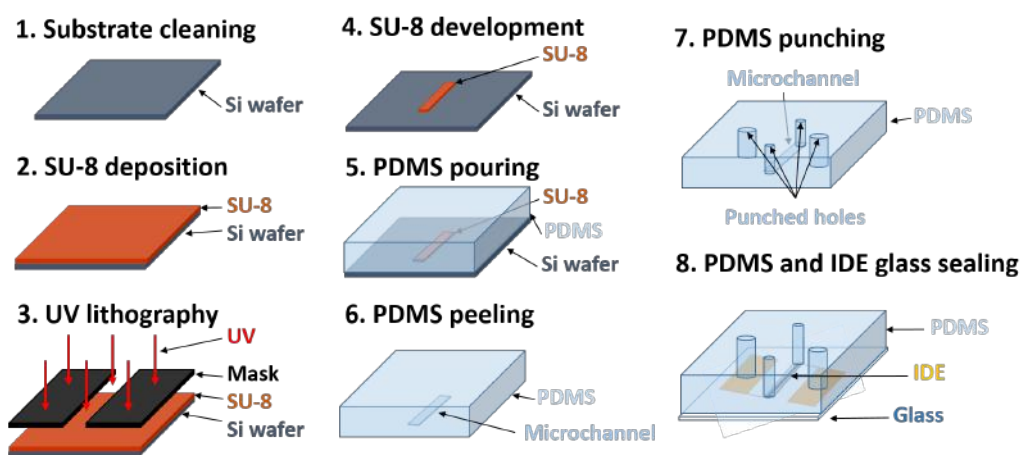 1. Substrate cleaning
Si wafer
2. SU-8 deposition
SU-8
Si wafer
3. UV lithography
UV
Mask
SU-8
Si wafer
4. SU-8 development
SU-8
Si wafer
5. PDMS pouring
SU-8
PDMS
Si wafer
6. PDMS peeling
PDMS
Microchannel
7. PDMS punching
Microchannel
PDMS
Punched holes
8. PDMS and IDE glass sealing
PDMS
IDE
Glass